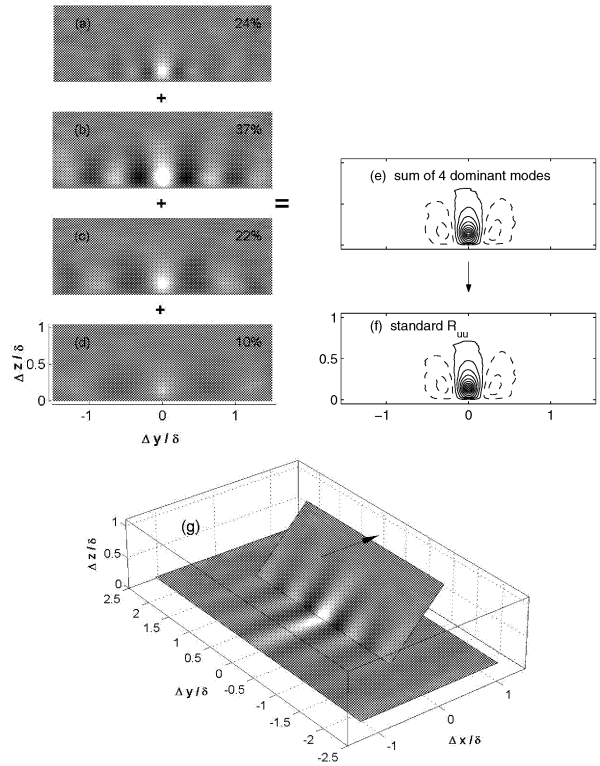 (a) 24%
+
(b) 37%
+
=
(c) 22%
+
(d) 10%
1
0.5
0
Δ z / δ
-1 0 1
Δ y / δ
(e) sum of 4 dominant modes
(f) standard Ruu
1
0.5
0
−1 0 1
(g)
1
0.5
0
Δ z / δ
2.5
2
1.5
1
0.5
0
-0.5
-1
-1.5
-2
-2.5
Δ y / δ
-1
0
1
Δ x / δ